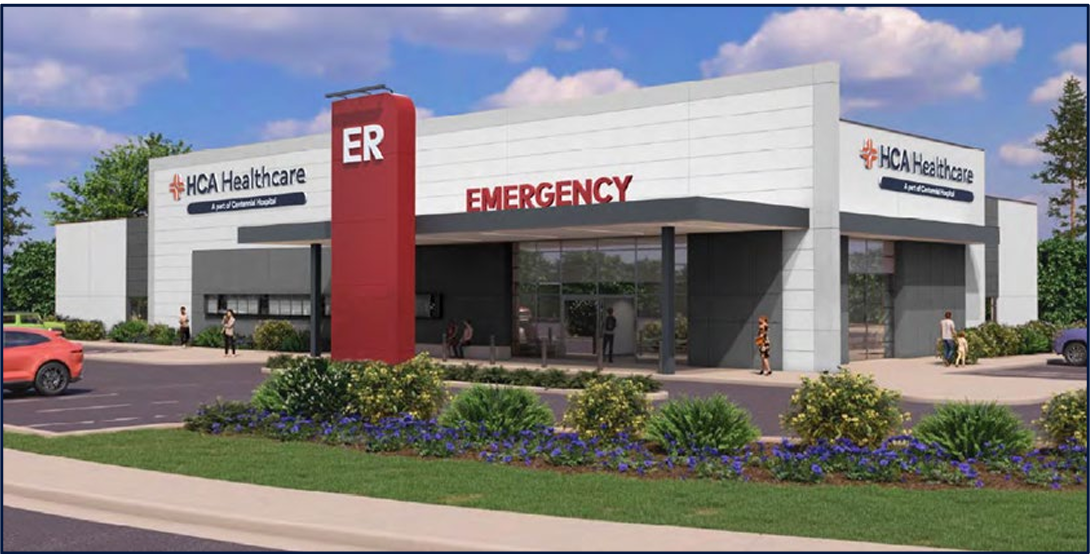 HCA Healthcare
A part of Centennial Hospital
ER
EMERGENCY
HCA Healthcare
A part of Centennial Hospital